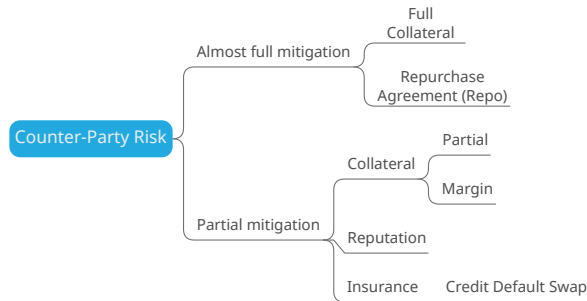 Full
Collateral
Almost full mitigation
Repurchase
Agreement (Repo)
Counter-Party Risk
Partial
Collateral
Margin
Partial mitigation
Reputation
Insurance
Credit Default Swap